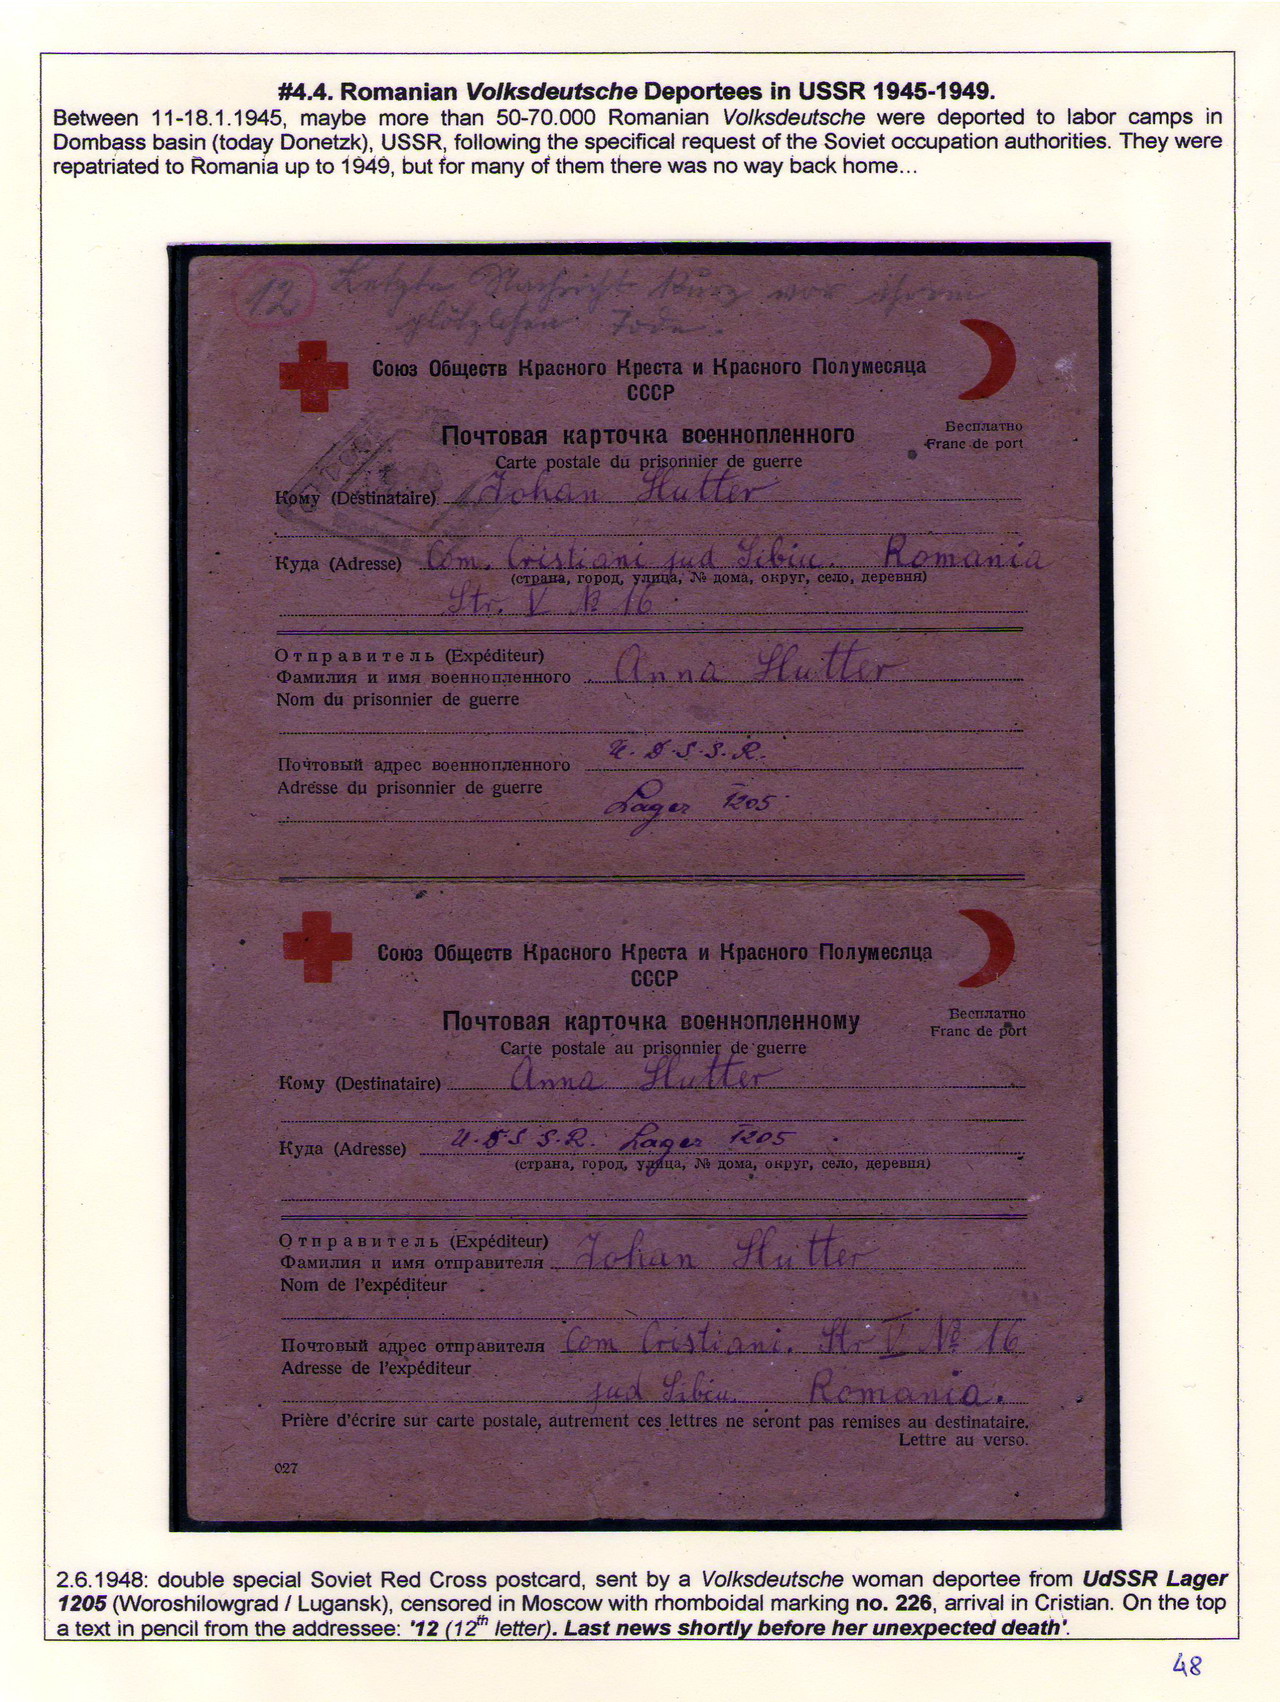 #4.4. Romanian Volksdeutsche Deportees in USSR 1945-1949.
Between 11-18.1.1945, maybe more than 50-70.000 Romanian Volksdeutsche were deported to labor camps in
Dombass basin (today Donetzk), USSR, following the specifical request of the Soviet occupation authorities. They were
repatriated to Romania up to 1949, but for many of them there was no way back home...
12 Letzte Nachricht kurz vor ihrem
plötzlichen Tode.
Союз Обществ Красного Креста и Красного Полумесяца
СССР
Почтовая карточка военнопленного
Бесплатно
Franc de port
Carte postale du prisonnier de guerre
Кому (Destinataire) Johan Hutter
Куда (Adresse) Com. Cristiani jud Sibiu. Romania
(страна, город, улица, № дома, округ, село, деревня)
Str. V № 16
Отправитель (Expéditeur)
Фамилия и имя военнопленного Anna Hutter
Nom du prisonnier de guerre
U. d. S. S. R.
Почтовый адрес военнопленного
Adresse du prisonnier de guerre Lager 1205
Союз Обществ Красного Креста и Красного Полумесяца
СССР
Почтовая карточка военнопленному
Бесплатно
Franc de port
Carte postale au prisonnier de guerre
Кому (Destinataire) Anna Hutter
Куда (Adresse) U. d S S. R. Lager 1205
(страна, город, улица, № дома, округ, село, деревня)
Отправитель (Expéditeur)
Фамилия и имя отправителя Johan Hutter
Nom de l'expéditeur
Почтовый адрес отправителя Com Cristiani. Str V № 16
Adresse de l'expéditeur
jud Sibiu. Romania.
Prière d'écrire sur carte postale, autrement ces lettres ne seront pas remises au destinataire.
Lettre au verso.
027
2.6.1948: double special Soviet Red Cross postcard, sent by a Volksdeutsche woman deportee from UdSSR Lager
1205 (Woroshilowgrad / Lugansk), censored in Moscow with rhomboidal marking no. 226, arrival in Cristian. On the top
a text in pencil from the addressee: '12 (12th letter). Last news shortly before her unexpected death'.
48